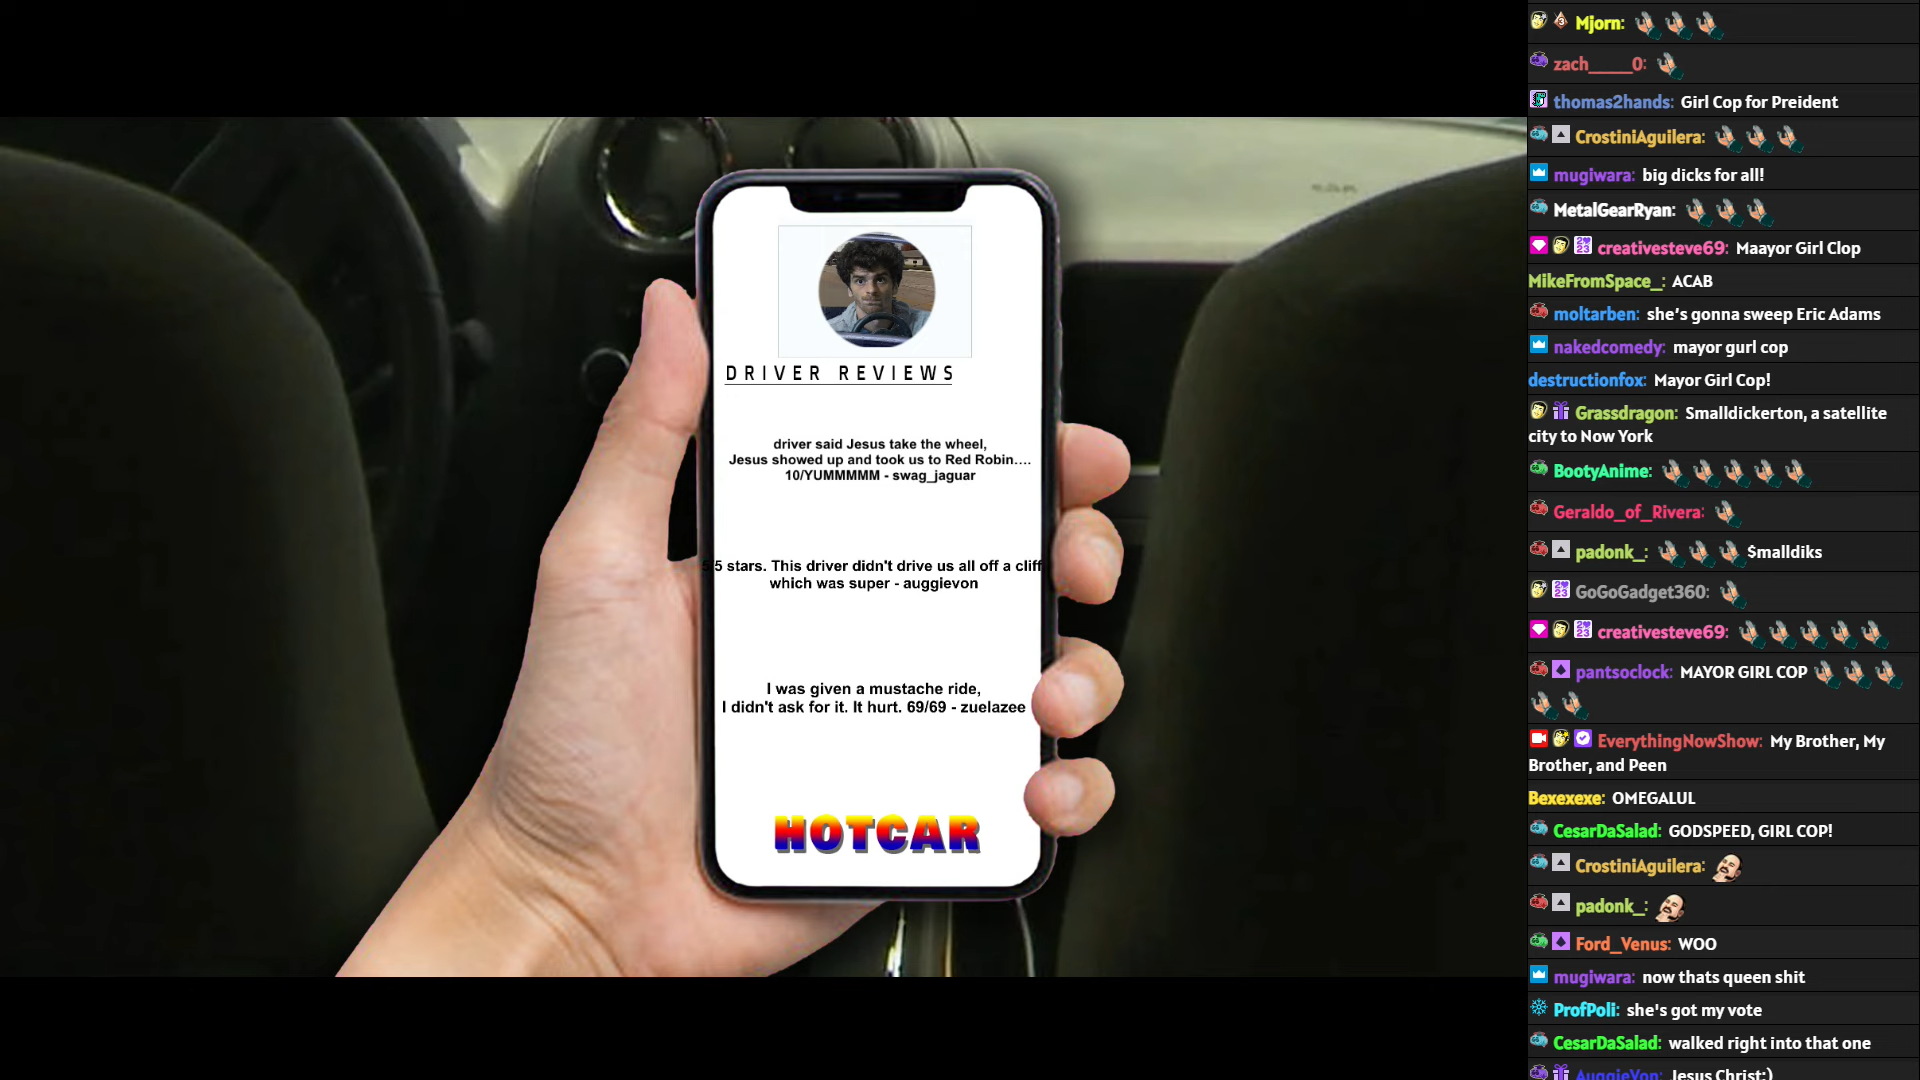 DRIVER REVIEWS
driver said Jesus take the wheel,
Jesus showed up and took us to Red Robin....
10/YUMMMMM - swag_jaguar
5.5 stars. This driver didn't drive us all off a cliff
which was super - auggievon
I was given a mustache ride,
I didn't ask for it. It hurt. 69/69 - zuelazee
HOTCAR
Mjorn:
zach_____0:
thomas2hands: Girl Cop for Preident
CrostiniAguilera:
mugiwara: big dicks for all!
MetalGearRyan:
creativesteve69: Maayor Girl Clop
MikeFromSpace_: ACAB
moltarben: she's gonna sweep Eric Adams
nakedcomedy: mayor gurl cop
destructionfox: Mayor Girl Cop!
Grassdragon: Smalldickerton, a satellite
city to Now York
BootyAnime:
Geraldo_of_Rivera:
padonk_: $malldiks
GoGoGadget360:
creativesteve69:
pantsoclock: MAYOR GIRL COP
EverythingNowShow: My Brother, My
Brother, and Peen
Bexexexe: OMEGALUL
CesarDaSalad: GODSPEED, GIRL COP!
CrostiniAguilera:
padonk_:
Ford_Venus: WOO
mugiwara: now thats queen shit
ProfPoli: she's got my vote
CesarDaSalad: walked right into that one
AuggieVon: Jesus Christ:)